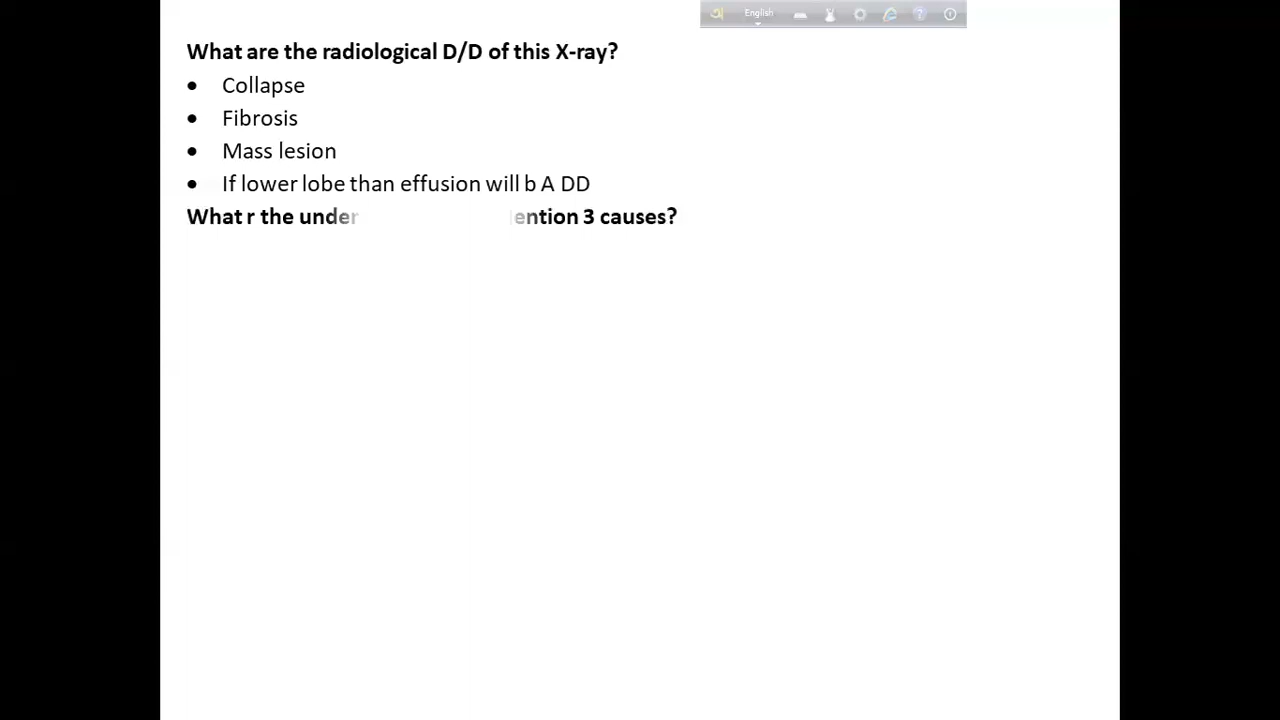 English
What are the radiological D/D of this X-ray?
• Collapse
• Fibrosis
• Mass lesion
• If lower lobe than effusion will b A DD
What r the under ention 3 causes?